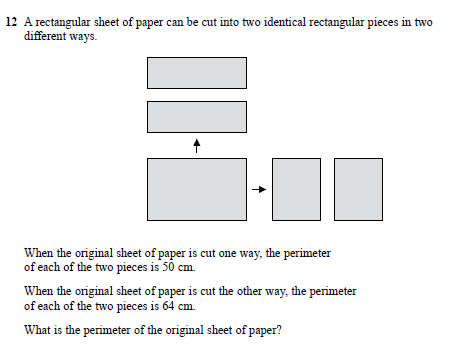 12 A rectangular sheet of paper can be cut into two identical rectangular pieces in two
different ways.
When the original sheet of paper is cut one way, the perimeter
of each of the two pieces is 50 cm.
When the original sheet of paper is cut the other way, the perimeter
of each of the two pieces is 64 cm.
What is the perimeter of the original sheet of paper?